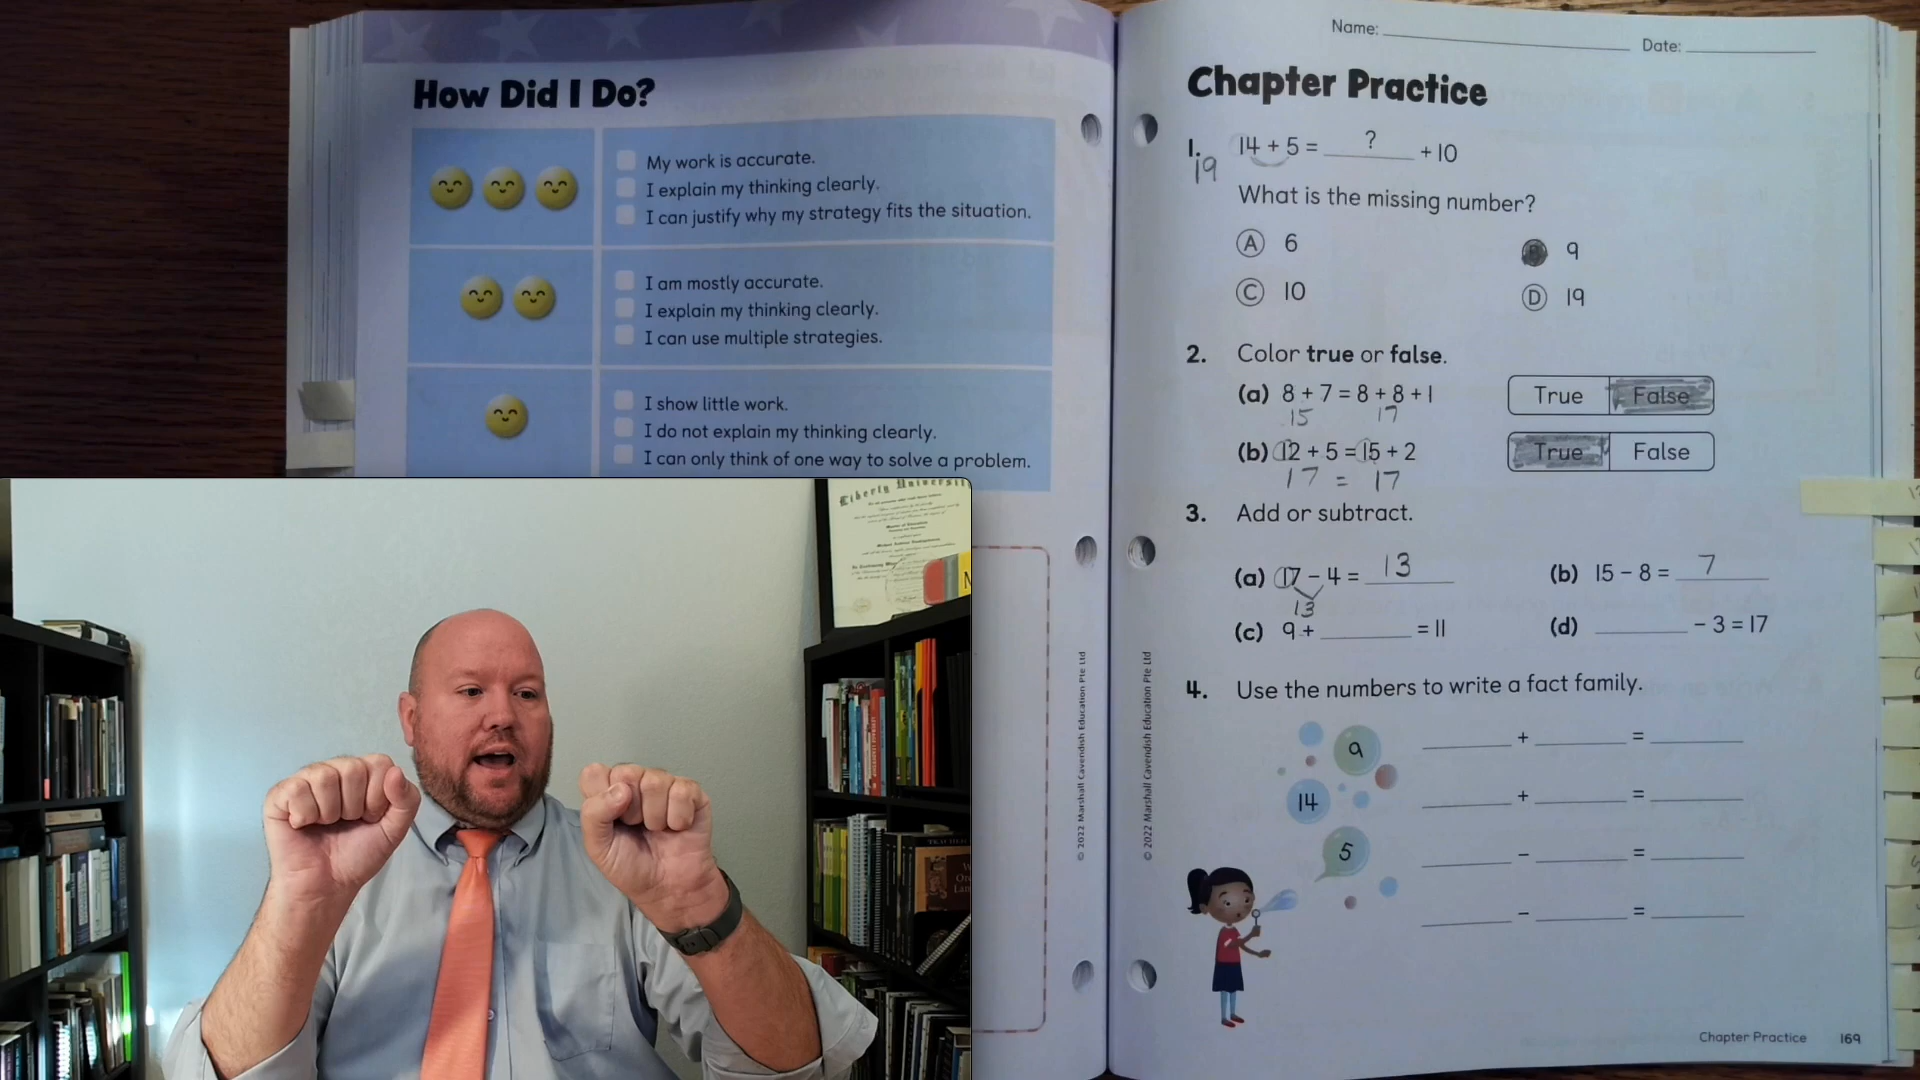 How Did I Do?
My work is accurate.
I explain my thinking clearly.
I can justify why my strategy fits the situation.
I am mostly accurate.
I explain my thinking clearly.
I can use multiple strategies.
I show little work.
I do not explain my thinking clearly.
I can only think of one way to solve a problem.
Liberty University
© 2022 Marshall Cavendish Education Pte Ltd
© 2022 Marshall Cavendish Education Pte Ltd
Name:
Date:
Chapter Practice
1. 14 + 5 = ? + 10
19
What is the missing number?
A 6
B 9
C 10
D 19
2. Color true or false.
(a) 8 + 7 = 8 + 8 + 1 True False
15 17
(b) 12 + 5 = 15 + 2 True False
17 = 17
3. Add or subtract.
(a) 17 - 4 = 13
13
(b) 15 - 8 = 7
(c) 9 + = 11
(d) - 3 = 17
4. Use the numbers to write a fact family.
9
14
5
+ =
+ =
- =
- =
Chapter Practice 169